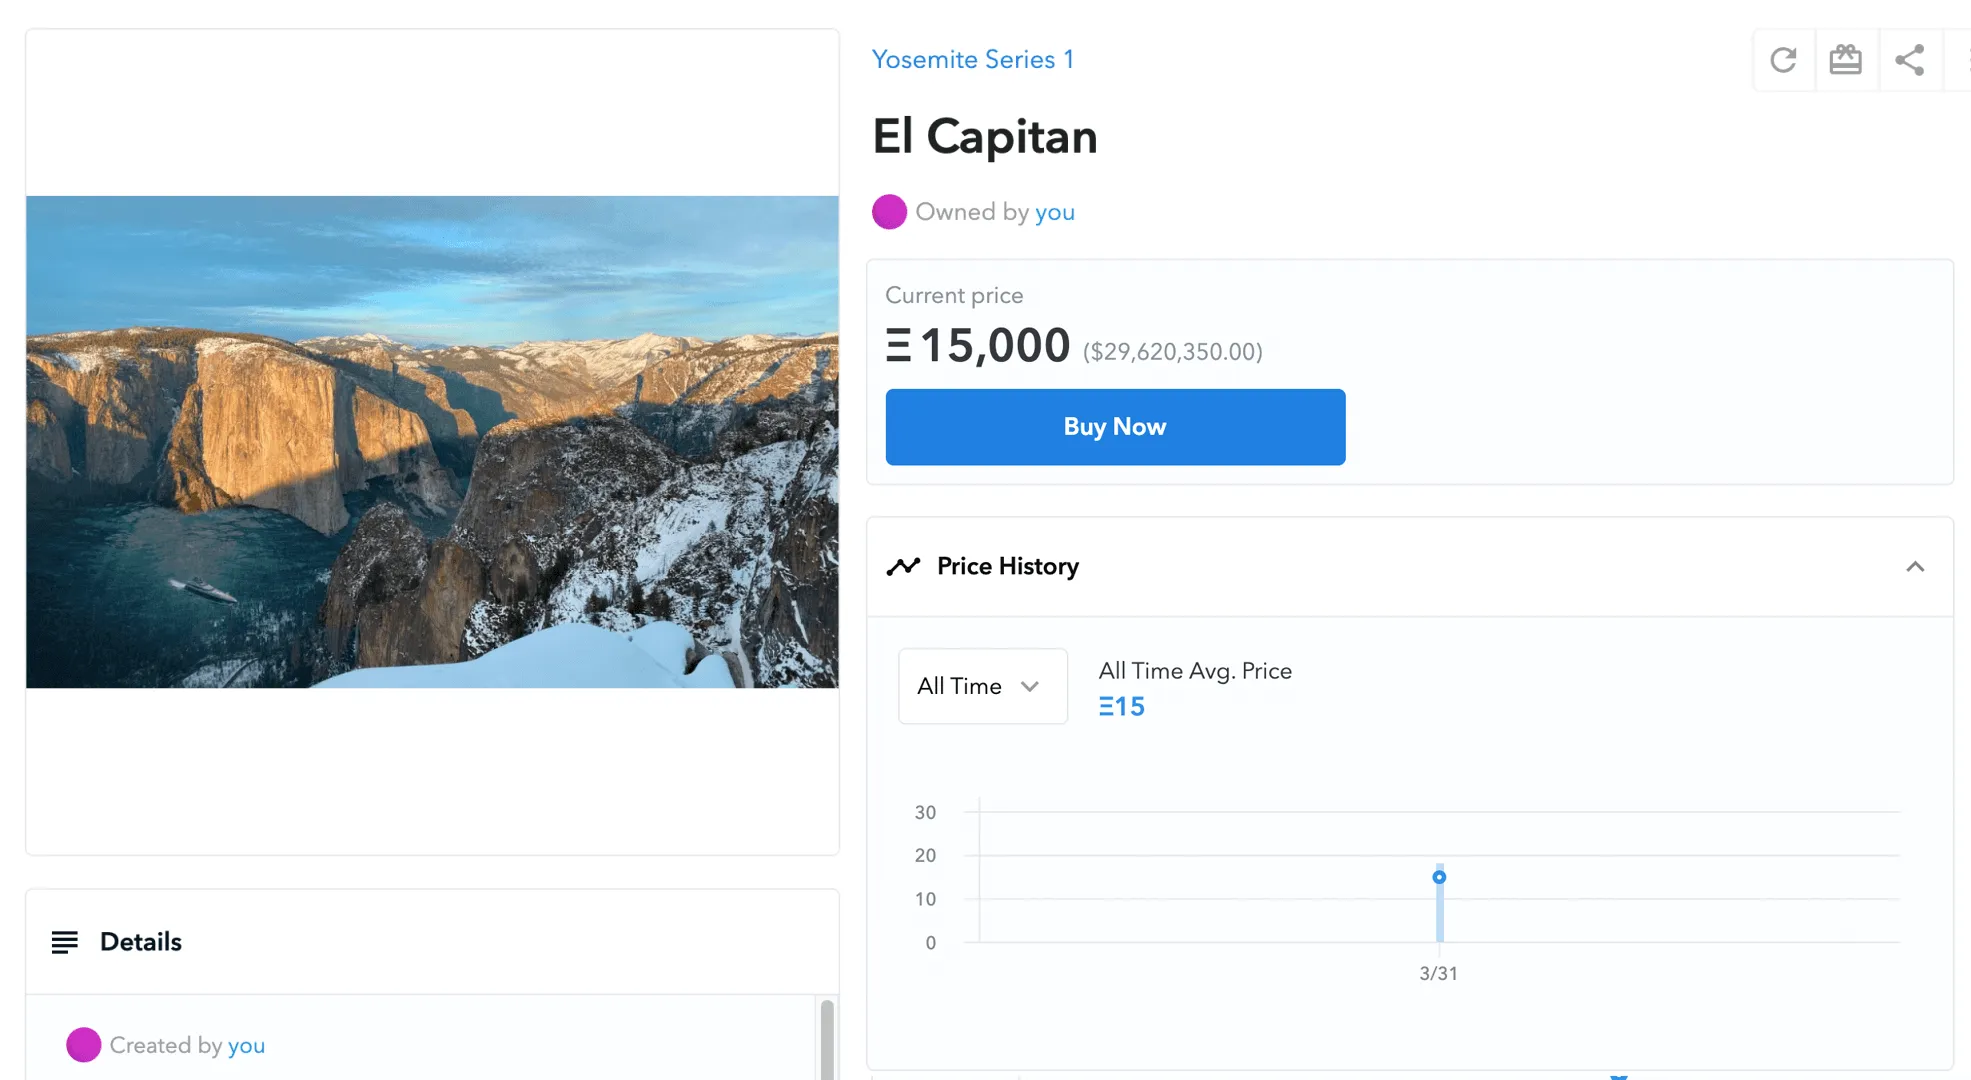 Yosemite Series 1
El Capitan
Owned by you
Current price
Ξ 15,000 ($29,620,350.00)
Buy Now
Price History
All Time
All Time Avg. Price
Ξ15
30
20
10
0
3/31
Details
Created by you